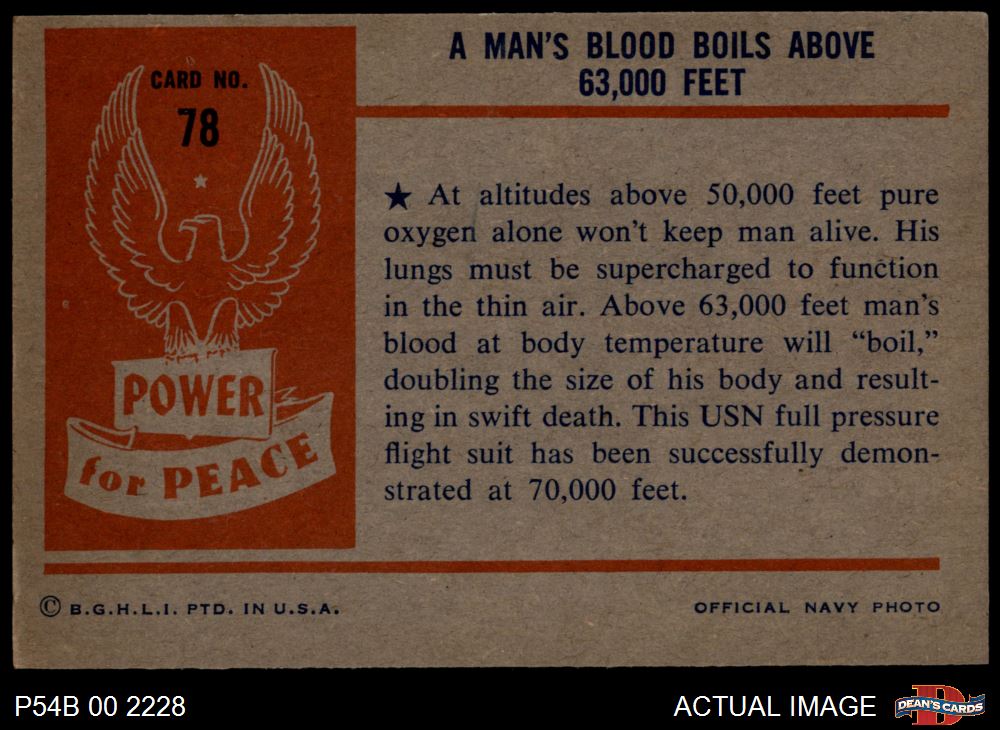 A MAN'S BLOOD BOILS ABOVE
63,000 FEET
CARD NO.
78
POWER
for PEACE
★ At altitudes above 50,000 feet pure
oxygen alone won't keep man alive. His
lungs must be supercharged to function
in the thin air. Above 63,000 feet man's
blood at body temperature will “boil,”
doubling the size of his body and result-
ing in swift death. This USN full pressure
flight suit has been successfully demon-
strated at 70,000 feet.
© B.G.H.L.I. PTD. IN U.S.A.
OFFICIAL NAVY PHOTO
P54B 00 2228
ACTUAL IMAGE
D
DEAN'S CARDS